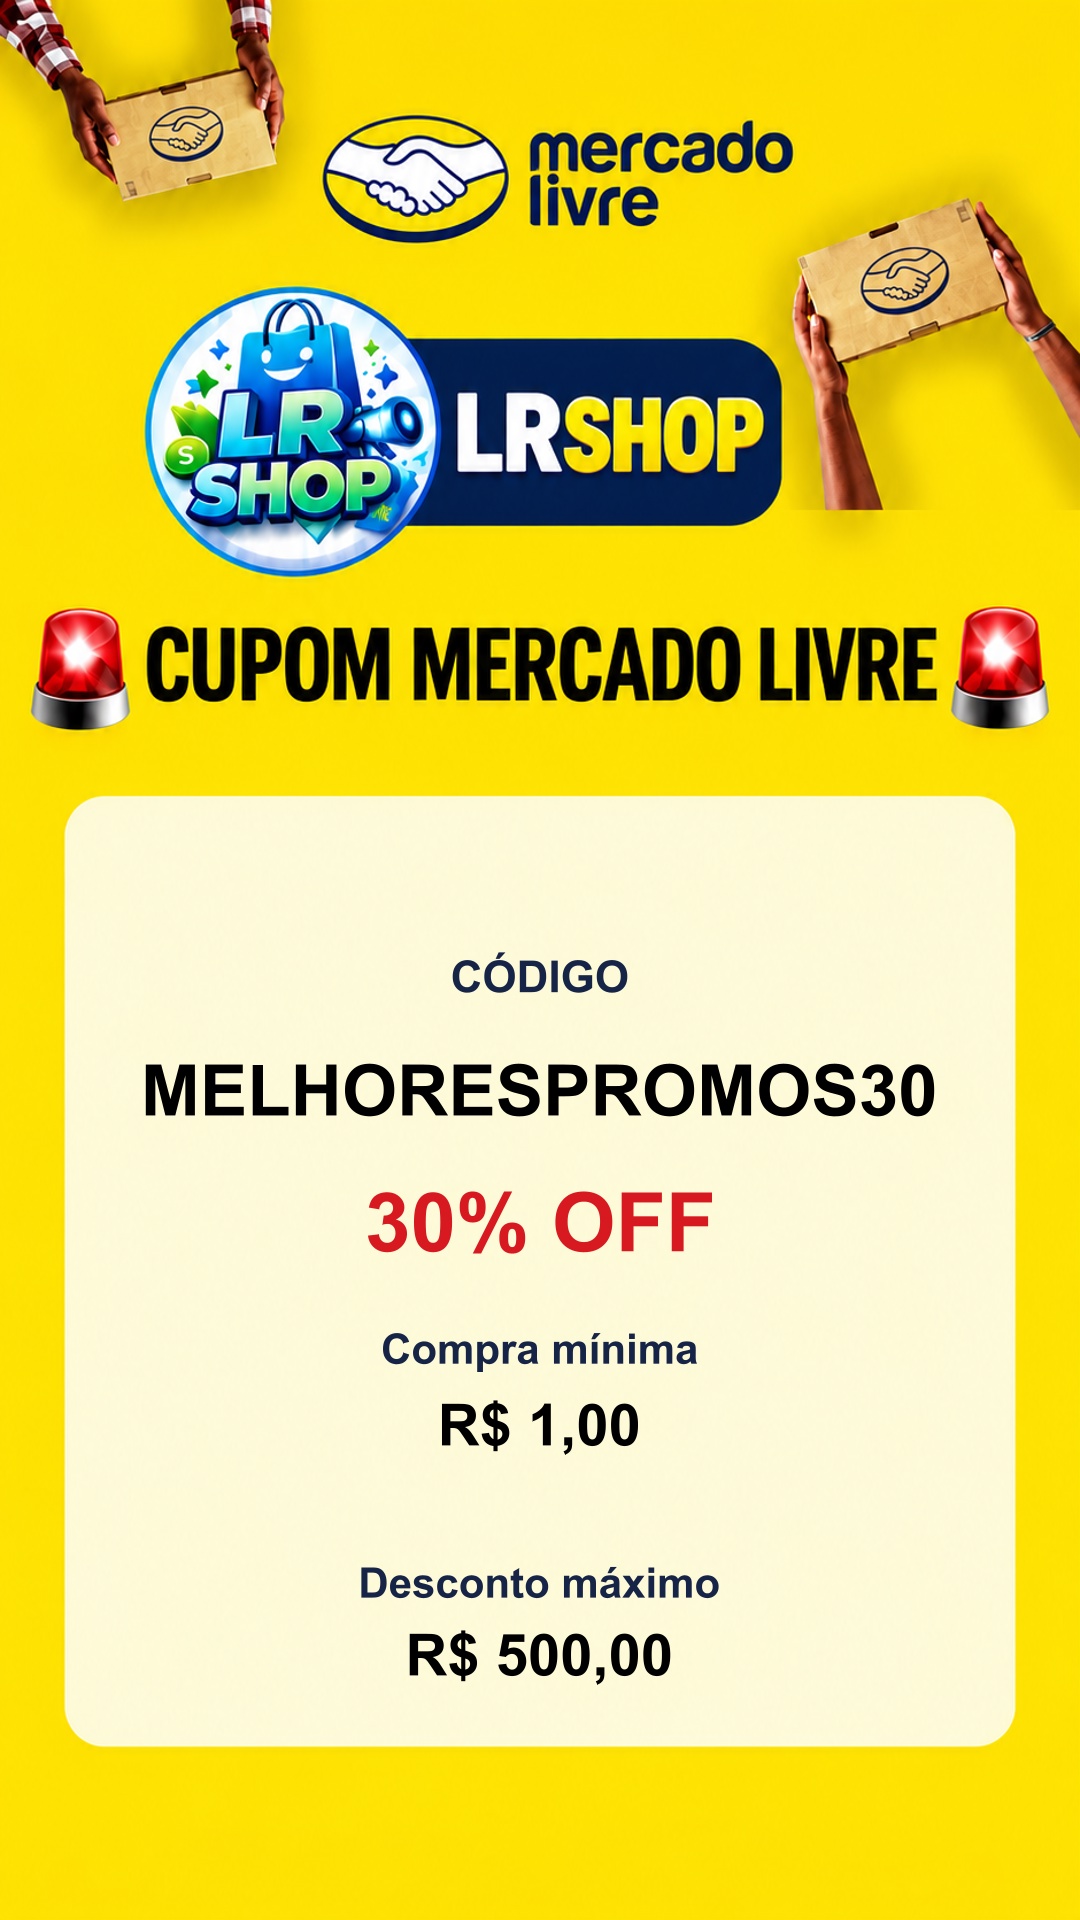 mercado
livre
LR
SHOP
S
LRSHOP
CUPOM MERCADO LIVRE
CÓDIGO
MELHORESPROMOS30
30% OFF
Compra mínima
R$ 1,00
Desconto máximo
R$ 500,00